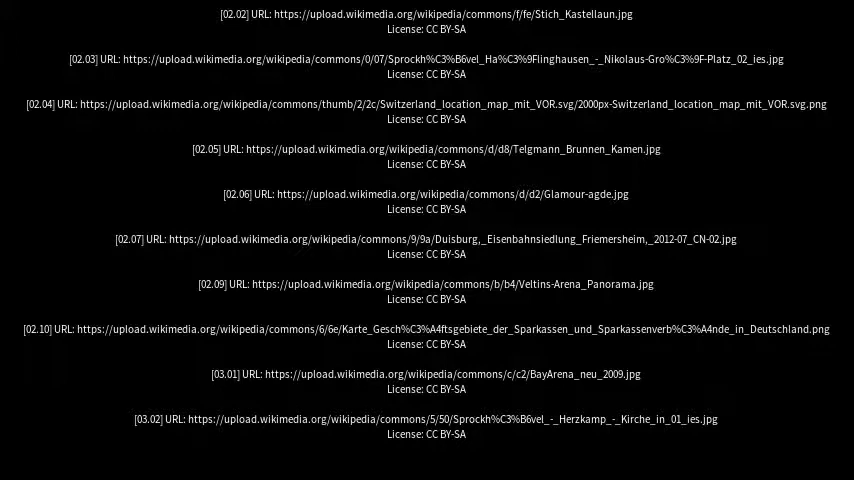 [02.02] URL: https://upload.wikimedia.org/wikipedia/commons/f/fe/Stich_Kastellaun.jpg
License: CC BY-SA
[02.03] URL: https://upload.wikimedia.org/wikipedia/commons/0/07/Sprockh%C3%B6vel_Ha%C3%9Flinghausen_-_Nikolaus-Gro%C3%9F-Platz_02_ies.jpg
License: CC BY-SA
[02.04] URL: https://upload.wikimedia.org/wikipedia/commons/thumb/2/2c/Switzerland_location_map_mit_VOR.svg/2000px-Switzerland_location_map_mit_VOR.svg.png
License: CC BY-SA
[02.05] URL: https://upload.wikimedia.org/wikipedia/commons/d/d8/Telgmann_Brunnen_Kamen.jpg
License: CC BY-SA
[02.06] URL: https://upload.wikimedia.org/wikipedia/commons/d/d2/Glamour-agde.jpg
License: CC BY-SA
[02.07] URL: https://upload.wikimedia.org/wikipedia/commons/9/9a/Duisburg,_Eisenbahnsiedlung_Friemersheim,_2012-07_CN-02.jpg
License: CC BY-SA
[02.09] URL: https://upload.wikimedia.org/wikipedia/commons/b/b4/Veltins-Arena_Panorama.jpg
License: CC BY-SA
[02.10] URL: https://upload.wikimedia.org/wikipedia/commons/6/6e/Karte_Gesch%C3%A4ftsgebiete_der_Sparkassen_und_Sparkassenverb%C3%A4nde_in_Deutschland.png
License: CC BY-SA
[03.01] URL: https://upload.wikimedia.org/wikipedia/commons/c/c2/BayArena_neu_2009.jpg
License: CC BY-SA
[03.02] URL: https://upload.wikimedia.org/wikipedia/commons/5/50/Sprockh%C3%B6vel_-_Herzkamp_-_Kirche_in_01_ies.jpg
License: CC BY-SA